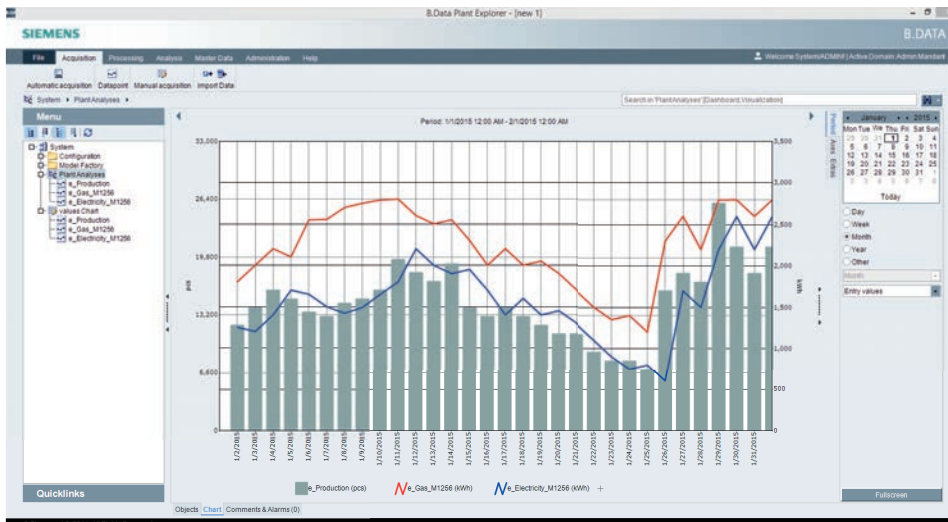 B.Data Plant Explorer - [new 1]
SIEMENS
B.DATA
File Acquisition Processing Analysis Master Data Administration Help
Welcome System/ADMIN! | Active Domain: Admin Mandant
Automatic acquisition Datapoint Manual acquisition Import Data
System PlantAnalyses
Search in 'PlantAnalyses' [Dashboard, Visualization]
Menu
System
Configuration
Model Factory
Plant Analyses
e_Production
e_Gas_M1256
e_Electricity_M1256
values Chart
e_Production
e_Gas_M1256
e_Electricity_M1256
Quicklinks
Period: 1/1/2015 12:00 AM - 2/1/2015 12:00 AM
33,000
26,400
19,800
13,200
6,600
0
pcs
3,500
3,000
2,500
2,000
1,500
1,000
500
0
kWh
1/2/2015 1/3/2015 1/4/2015 1/5/2015 1/6/2015 1/7/2015 1/8/2015 1/9/2015 1/10/2015 1/11/2015 1/12/2015 1/13/2015 1/14/2015 1/15/2015 1/16/2015 1/17/2015 1/18/2015 1/19/2015 1/20/2015 1/21/2015 1/22/2015 1/23/2015 1/24/2015 1/25/2015 1/26/2015 1/27/2015 1/28/2015 1/29/2015 1/30/2015 1/31/2015
e_Production (pcs) e_Gas_M1256 (kWh) e_Electricity_M1256 (kWh) +
Objects Chart Comments & Alarms (0)
Period Axes Extras
January 2015
Mon Tue We Thu Fri Sat Sun
29 30 31 1 2 3 4
5 6 7 8 9 10 11
12 13 14 15 16 17 18
19 20 21 22 23 24 25
26 27 28 29 30 31 1
2 3 4 5 6 7 8
Today
Day
Week
Month
Year
Other
Month
Entry values
Fullscreen